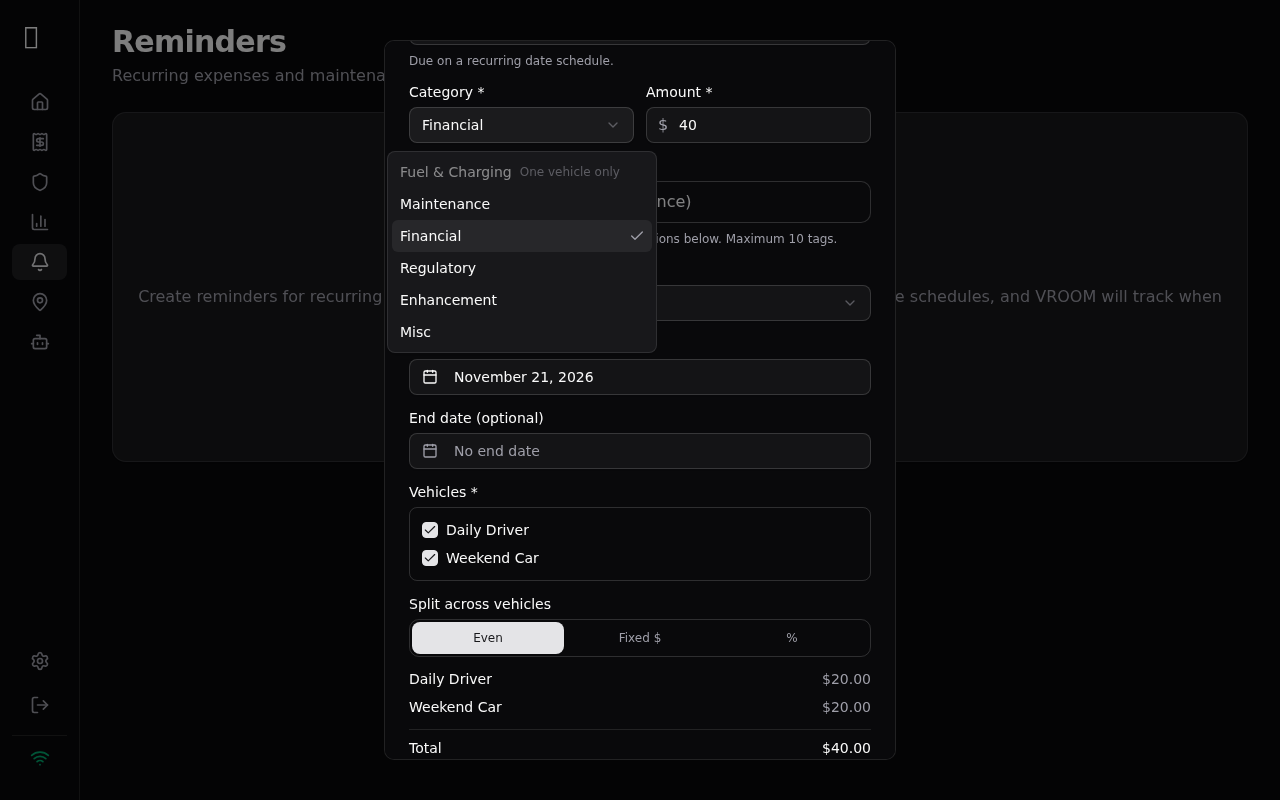 Reminders
Recurring expenses and maintena
Due on a recurring date schedule.
Category *
Amount *
Financial
$ 40
Fuel & Charging One vehicle only
Maintenance
Financial
Regulatory
Enhancement
Misc
nce)
ions below. Maximum 10 tags.
Create reminders for recurring
e schedules, and VROOM will track when
November 21, 2026
End date (optional)
No end date
Vehicles *
Daily Driver
Weekend Car
Split across vehicles
Even
Fixed $
%
Daily Driver $20.00
Weekend Car $20.00
Total $40.00